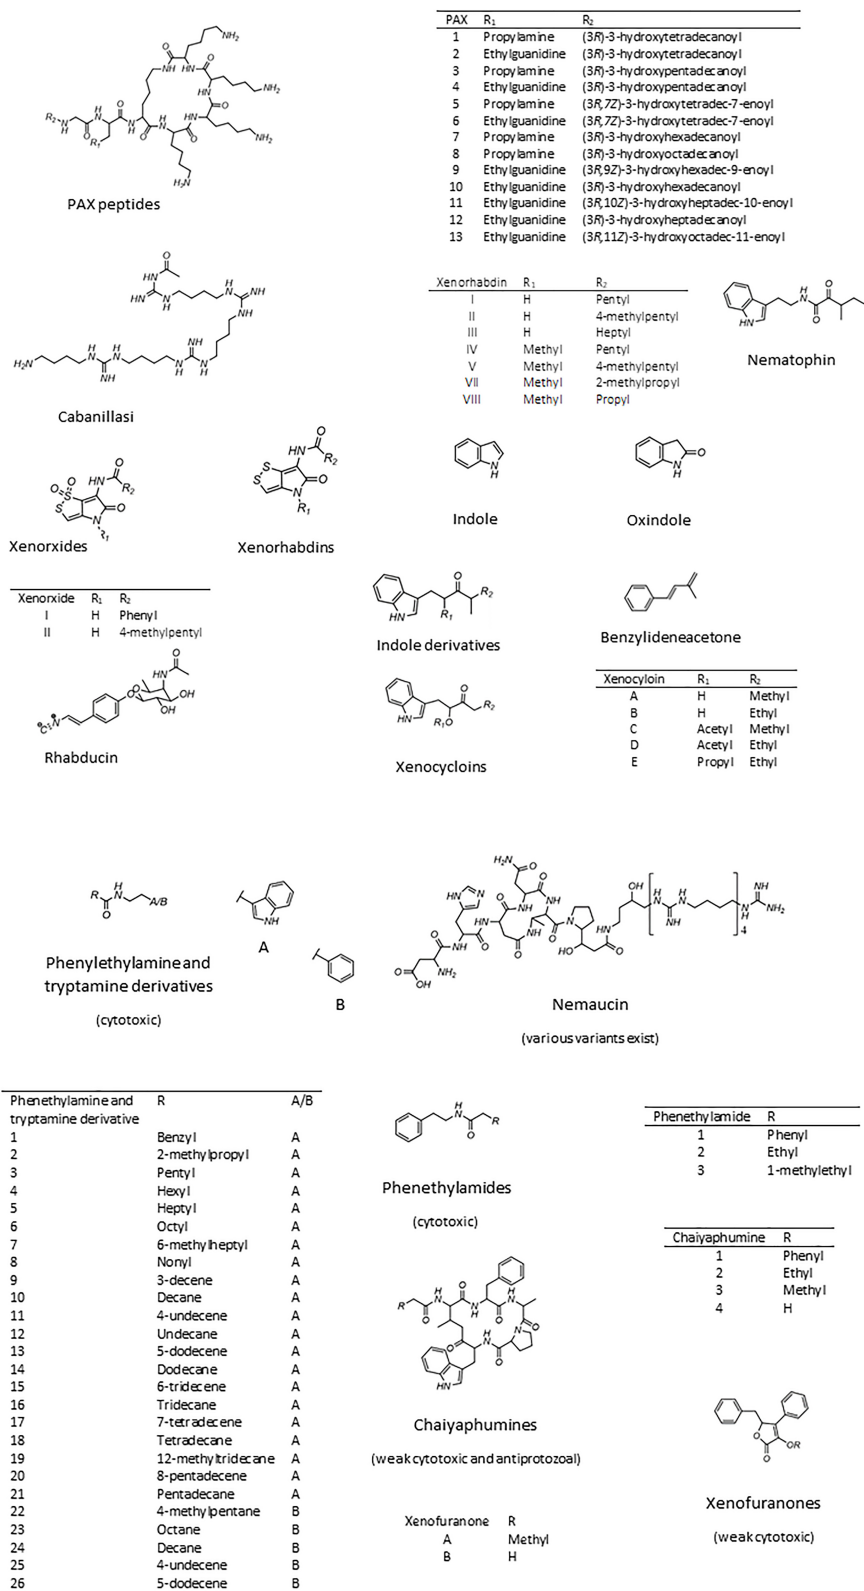 PAX R₁ R₂
1 Propylamine (3R)-3-hydroxytetradecanoyl
2 Ethylguanidine (3R)-3-hydroxytetradecanoyl
3 Propylamine (3R)-3-hydroxypentadecanoyl
4 Ethylguanidine (3R)-3-hydroxypentadecanoyl
5 Propylamine (3R,7Z)-3-hydroxytetradec-7-enoyl
6 Ethylguanidine (3R,7Z)-3-hydroxytetradec-7-enoyl
7 Propylamine (3R)-3-hydroxyhexadecanoyl
8 Propylamine (3R)-3-hydroxyoctadecanoyl
9 Ethylguanidine (3R,9Z)-3-hydroxyhexadec-9-enoyl
10 Ethylguanidine (3R)-3-hydroxyhexadecanoyl
11 Ethylguanidine (3R,10Z)-3-hydroxyheptadec-10-enoyl
12 Ethylguanidine (3R)-3-hydroxyheptadecanoyl
13 Ethylguanidine (3R,11Z)-3-hydroxyoctadec-11-enoyl
PAX peptides
Cabanillasi
Xenorhabdin R₁ R₂
I H Pentyl
II H 4-methylpentyl
III H Heptyl
IV Methyl Pentyl
V Methyl 4-methylpentyl
VII Methyl 2-methylpropyl
VIII Methyl Propyl
Nematophin
Xenorxides
Xenorhabdins
Indole
Oxindole
Xenorxide R₁ R₂
I H Phenyl
II H 4-methylpentyl
Indole derivatives
Benzylideneacetone
Rhabducin
Xenocycloins
Xenocyloin R₁ R₂
A H Methyl
B H Ethyl
C Acetyl Methyl
D Acetyl Ethyl
E Propyl Ethyl
Phenylethylamine and
tryptamine derivatives
(cytotoxic)
A
B
Nemaucin
(various variants exist)
Phenethylamine and R A/B
tryptamine derivative
1 Benzyl A
2 2-methylpropyl A
3 Pentyl A
4 Hexyl A
5 Heptyl A
6 Octyl A
7 6-methylheptyl A
8 Nonyl A
9 3-decene A
10 Decane A
11 4-undecene A
12 Undecane A
13 5-dodecene A
14 Dodecane A
15 6-tridecene A
16 Tridecane A
17 7-tetradecene A
18 Tetradecane A
19 12-methyltridecane A
20 8-pentadecene A
21 Pentadecane A
22 4-methylpentane B
23 Octane B
24 Decane B
25 4-undecene B
26 5-dodecene B
Phenethylamides
(cytotoxic)
Phenethylamide R
1 Phenyl
2 Ethyl
3 1-methylethyl
Chaiyaphumine R
1 Phenyl
2 Ethyl
3 Methyl
4 H
Chaiyaphumines
(weak cytotoxic and antiprotozoal)
Xenofuranone R
A Methyl
B H
Xenofuranones
(weak cytotoxic)